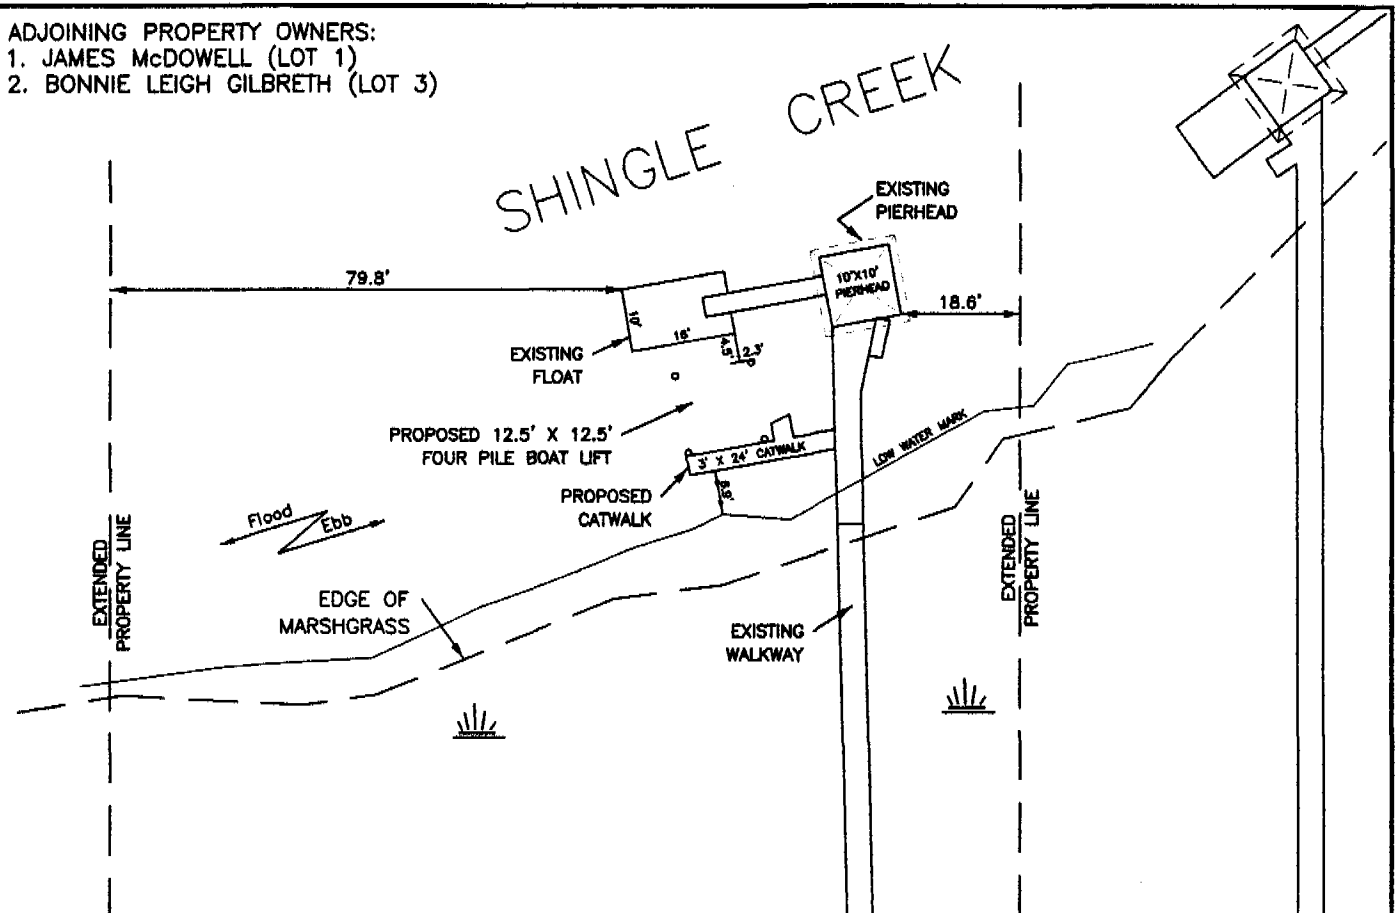 ADJOINING PROPERTY OWNERS:
1. JAMES McDOWELL (LOT 1)
2. BONNIE LEIGH GILBRETH (LOT 3)
SHINGLE CREEK
EXISTING
PIERHEAD
79.8'
10'X10'
PIERHEAD
18.6'
10'
16'
4.5'
2.3'
EXISTING
FLOAT
PROPOSED 12.5' X 12.5'
FOUR PILE BOAT LIFT
3' X 24' CATWALK
LOW WATER MARK
PROPOSED
CATWALK
Flood
Ebb
EXTENDED
PROPERTY LINE
EXTENDED
PROPERTY LINE
EDGE OF
MARSHGRASS
EXISTING
WALKWAY